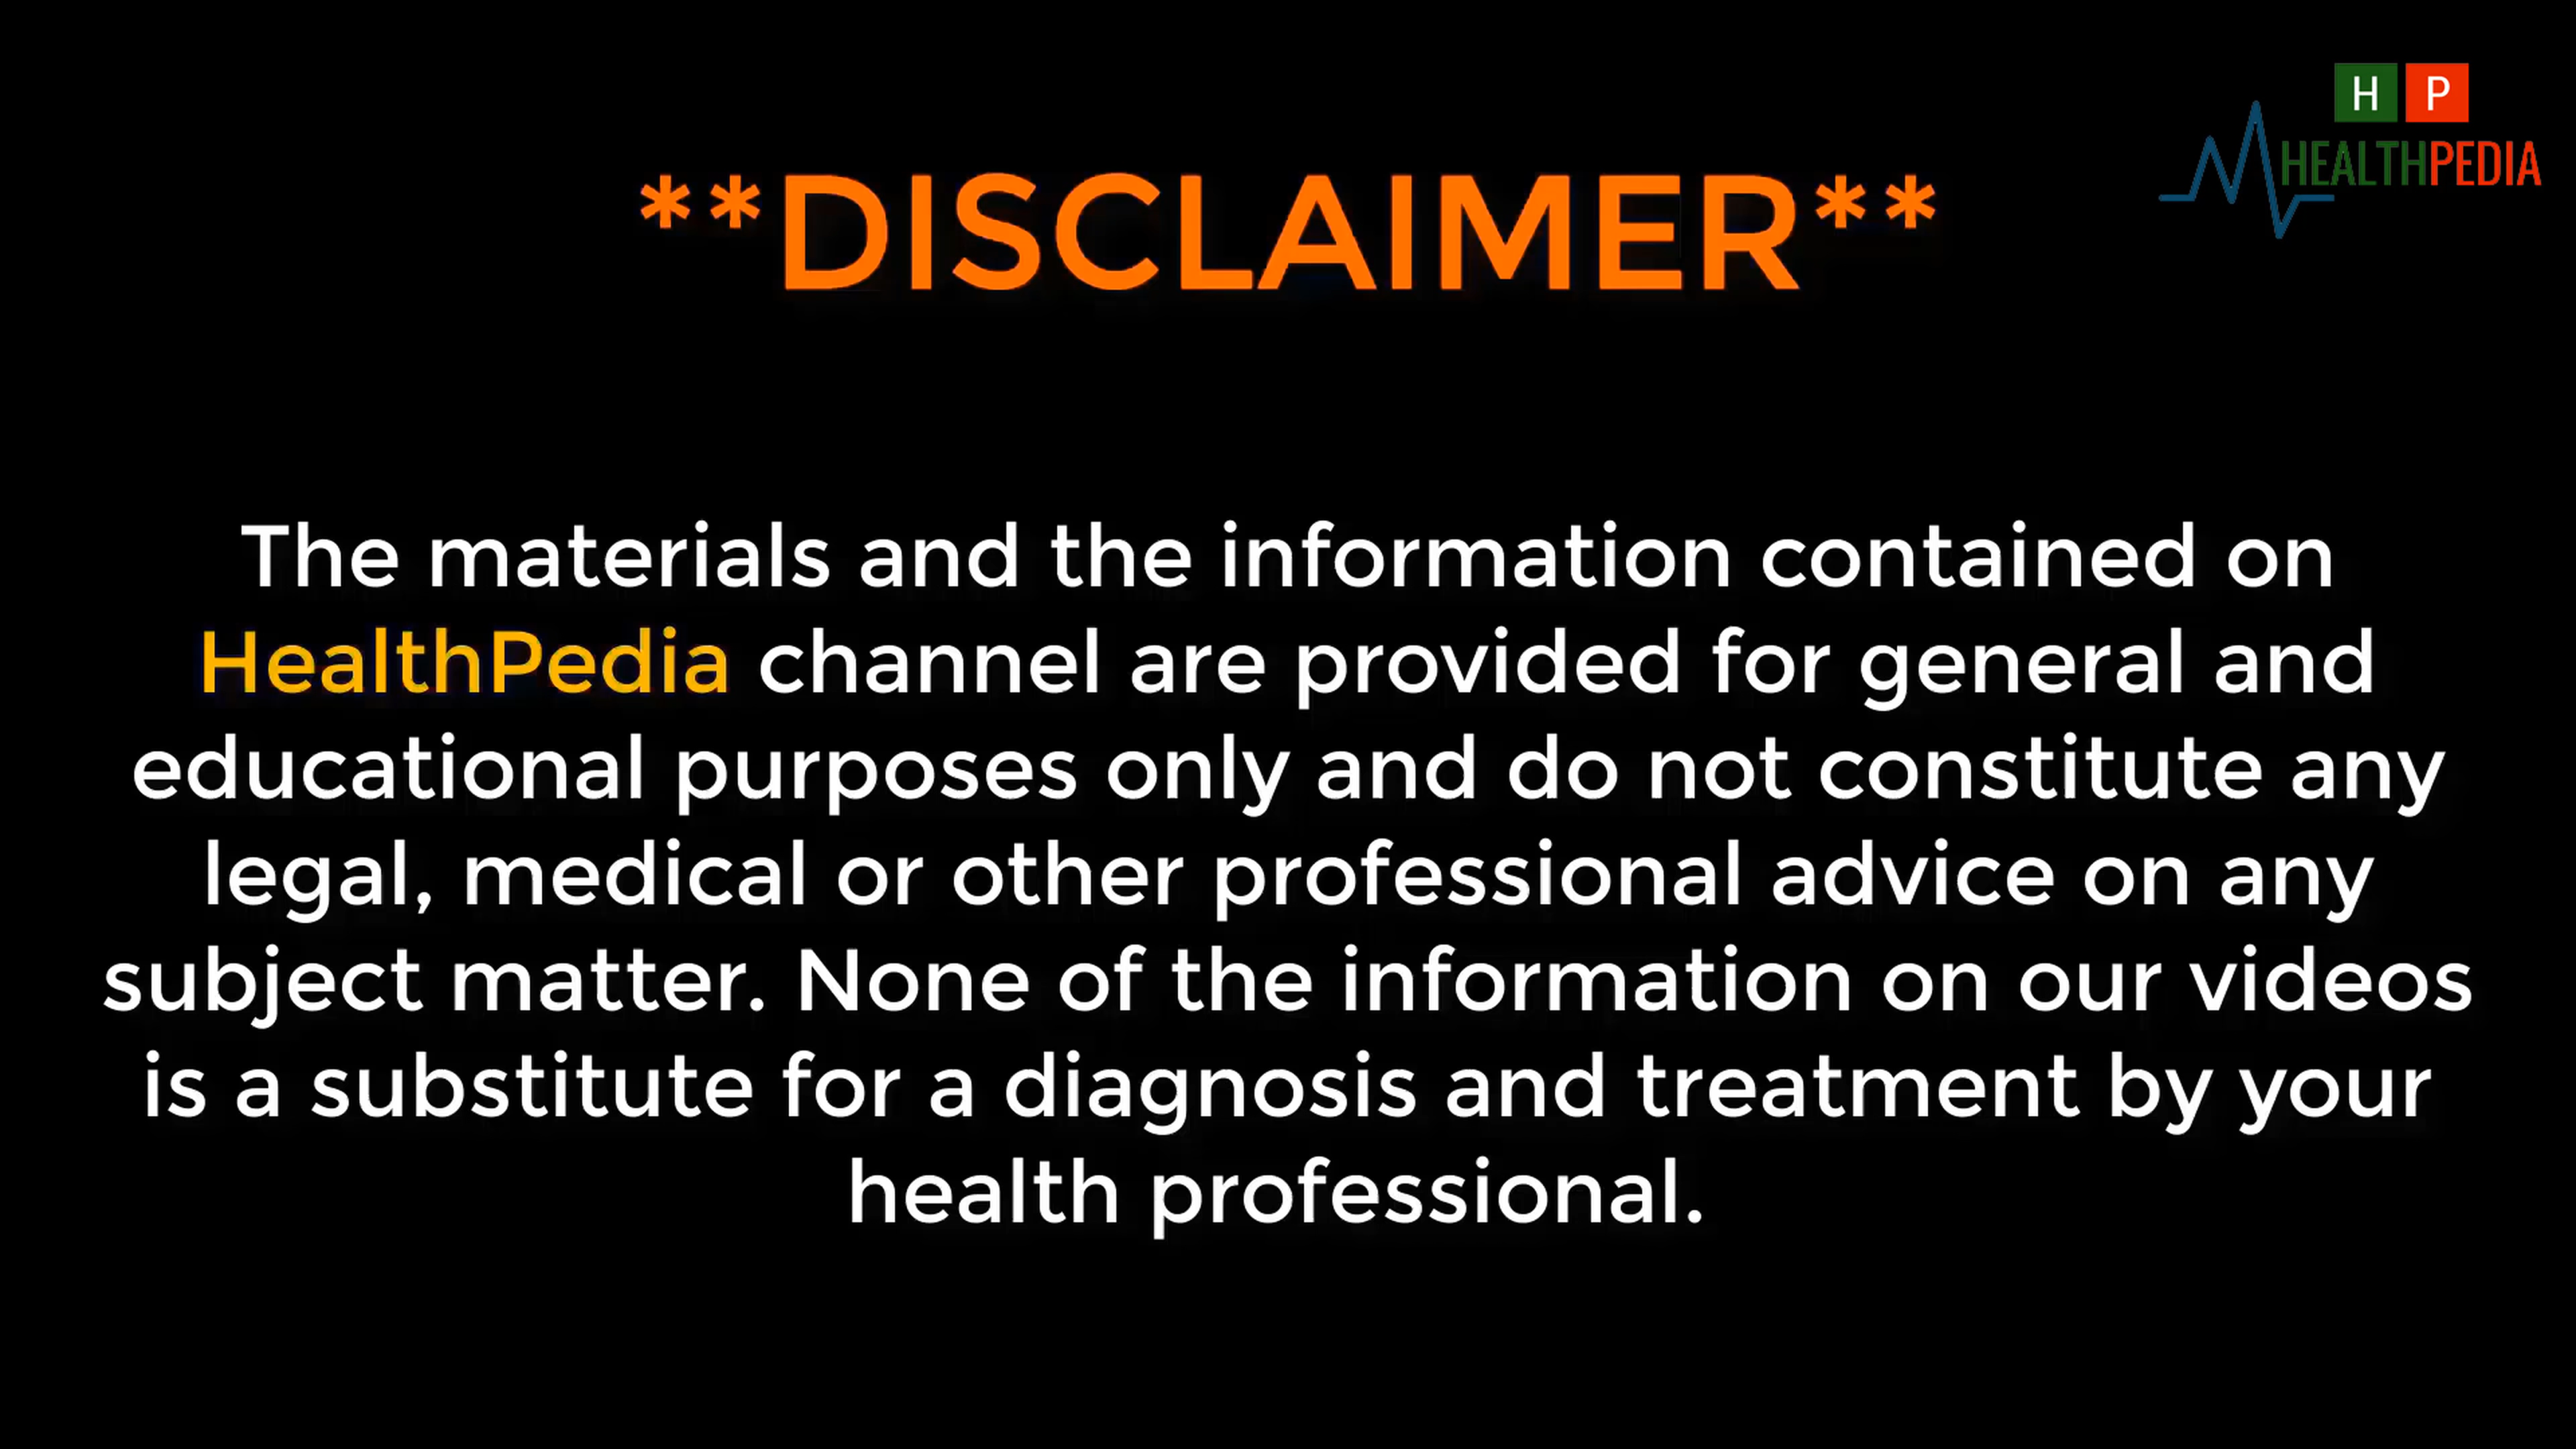 H P
HEALTHPEDIA
**DISCLAIMER**
The materials and the information contained on
HealthPedia channel are provided for general and
educational purposes only and do not constitute any
legal, medical or other professional advice on any
subject matter. None of the information on our videos
is a substitute for a diagnosis and treatment by your
health professional.